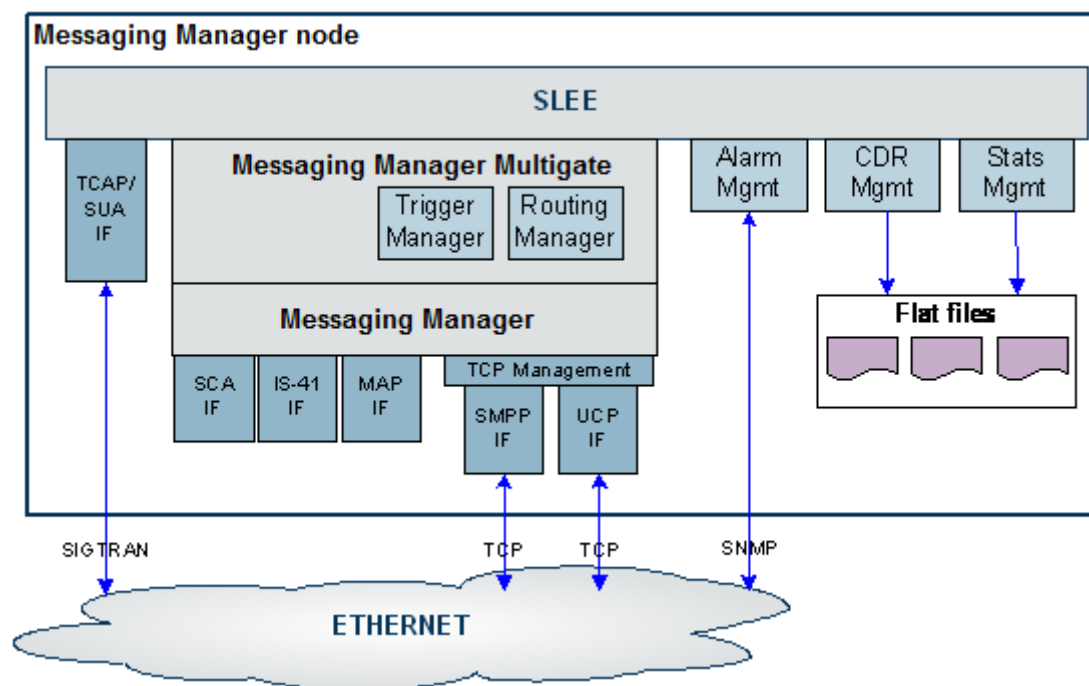 Messaging Manager node
SLEE
TCAP/
SUA
IF
Messaging Manager Multigate
Trigger
Manager
Routing
Manager
Alarm
Mgmt
CDR
Mgmt
Stats
Mgmt
Messaging Manager
Flat files
SCA
IF
IS-41
IF
MAP
IF
TCP Management
SMPP
IF
UCP
IF
SIGTRAN
TCP
TCP
SNMP
ETHERNET